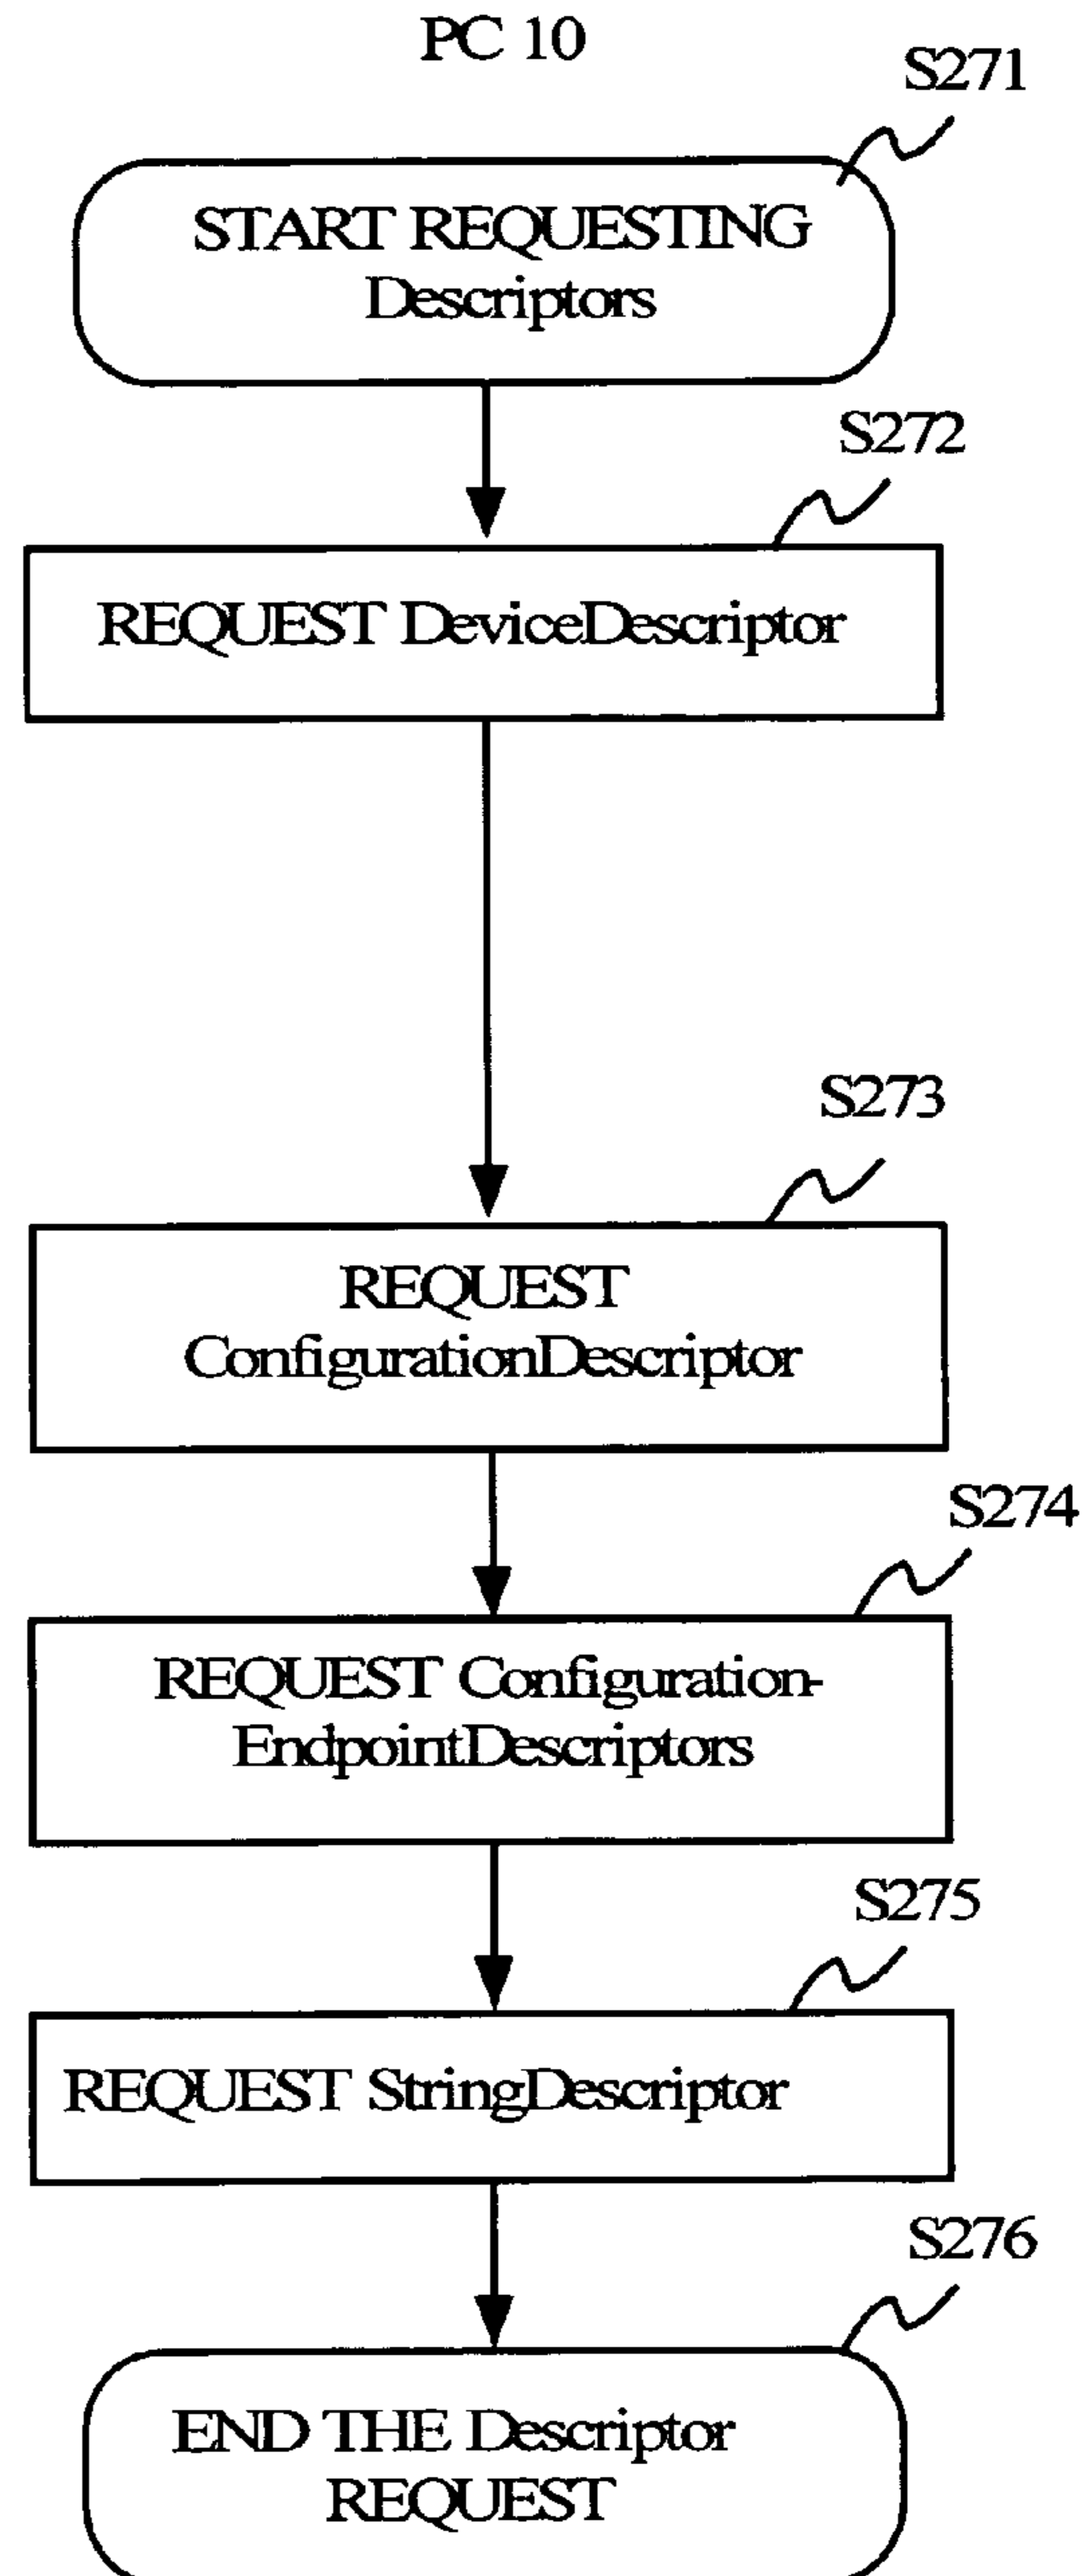 PC 10
S271
START REQUESTING
Descriptors
S272
REQUEST DeviceDescriptor
S273
REQUEST
ConfigurationDescriptor
S274
REQUEST Configuration-
EndpointDescriptors
S275
REQUEST StringDescriptor
S276
END THE Descriptor
REQUEST